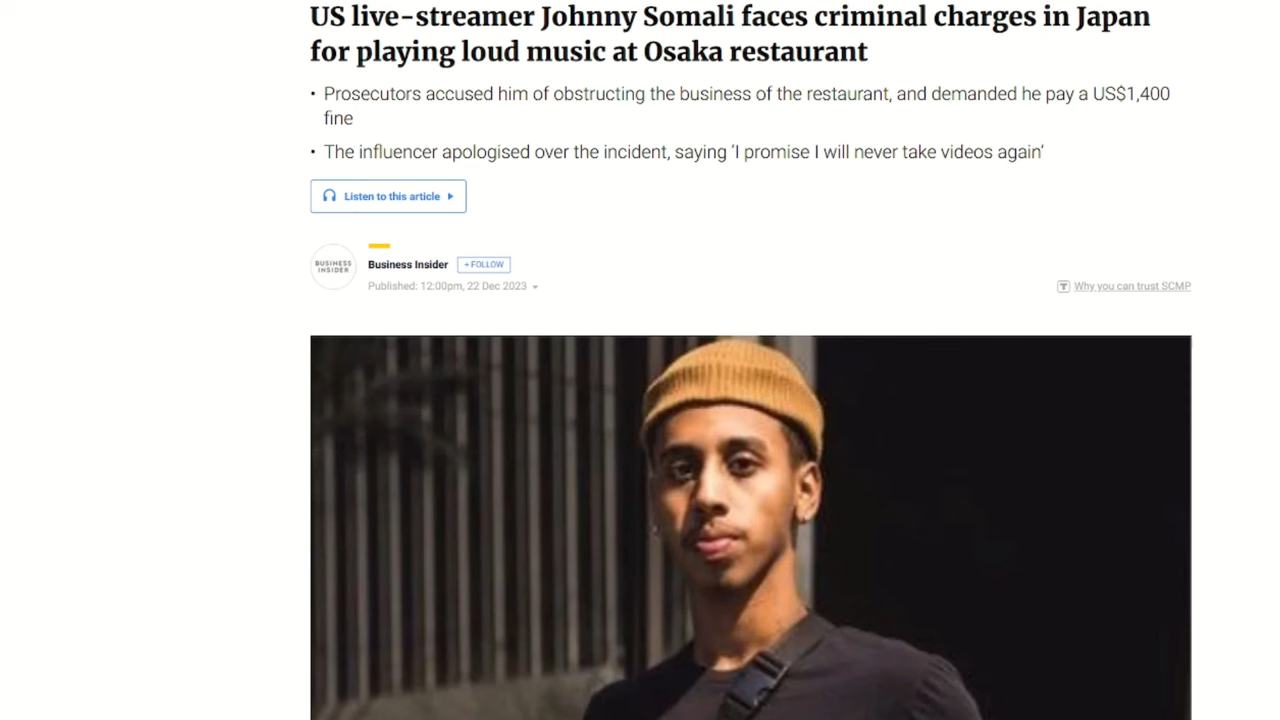 US live-streamer Johnny Somali faces criminal charges in Japan
for playing loud music at Osaka restaurant
• Prosecutors accused him of obstructing the business of the restaurant, and demanded he pay a US$1,400
fine
• The influencer apologised over the incident, saying ‘I promise I will never take videos again’
Listen to this article
BUSINESS
INSIDER
Business Insider + FOLLOW
Published: 12:00pm, 22 Dec 2023
Why you can trust SCMP